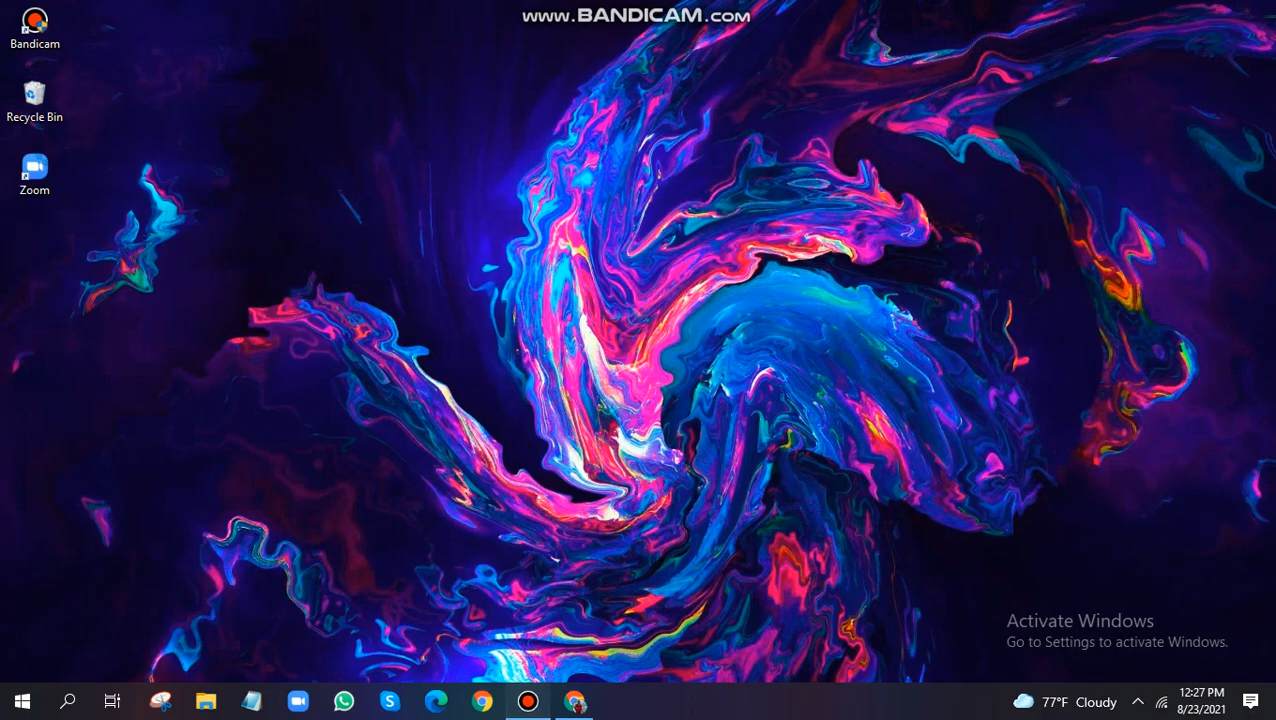 www.BANDICAM.com
Bandicam
Recycle Bin
Zoom
Activate Windows
Go to Settings to activate Windows.
77°F Cloudy
12:27 PM
8/23/2021